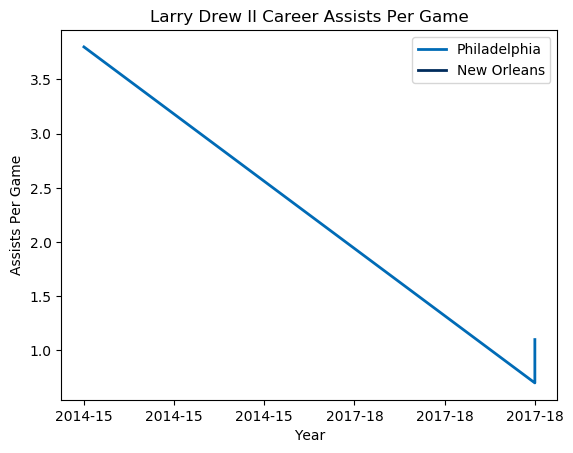 Larry Drew II Career Assists Per Game
Philadelphia
New Orleans
Assists Per Game
3.5
3.0
2.5
2.0
1.5
1.0
2014-15 2014-15 2014-15 2017-18 2017-18 2017-18
Year